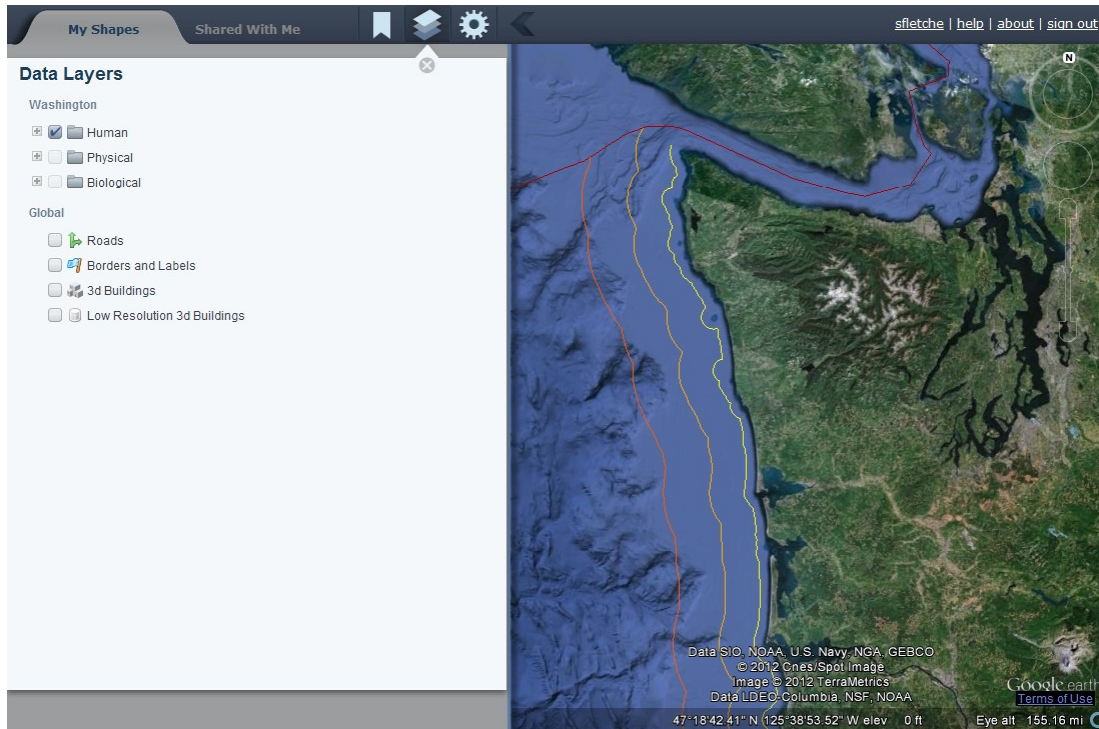 My Shapes
Shared With Me
sfletche | help | about | sign out
Data Layers
Washington
Human
Physical
Biological
Global
Roads
Borders and Labels
3d Buildings
Low Resolution 3d Buildings
N
Data SIO, NOAA, U.S. Navy, NGA, GEBCO
© 2012 Cnes/Spot Image
Image © 2012 TerraMetrics
Data LDEO-Columbia, NSF, NOAA
Google earth
Terms of Use
47°18'42.41" N 125°38'53.52" W elev 0 ft Eye alt 155.16 mi